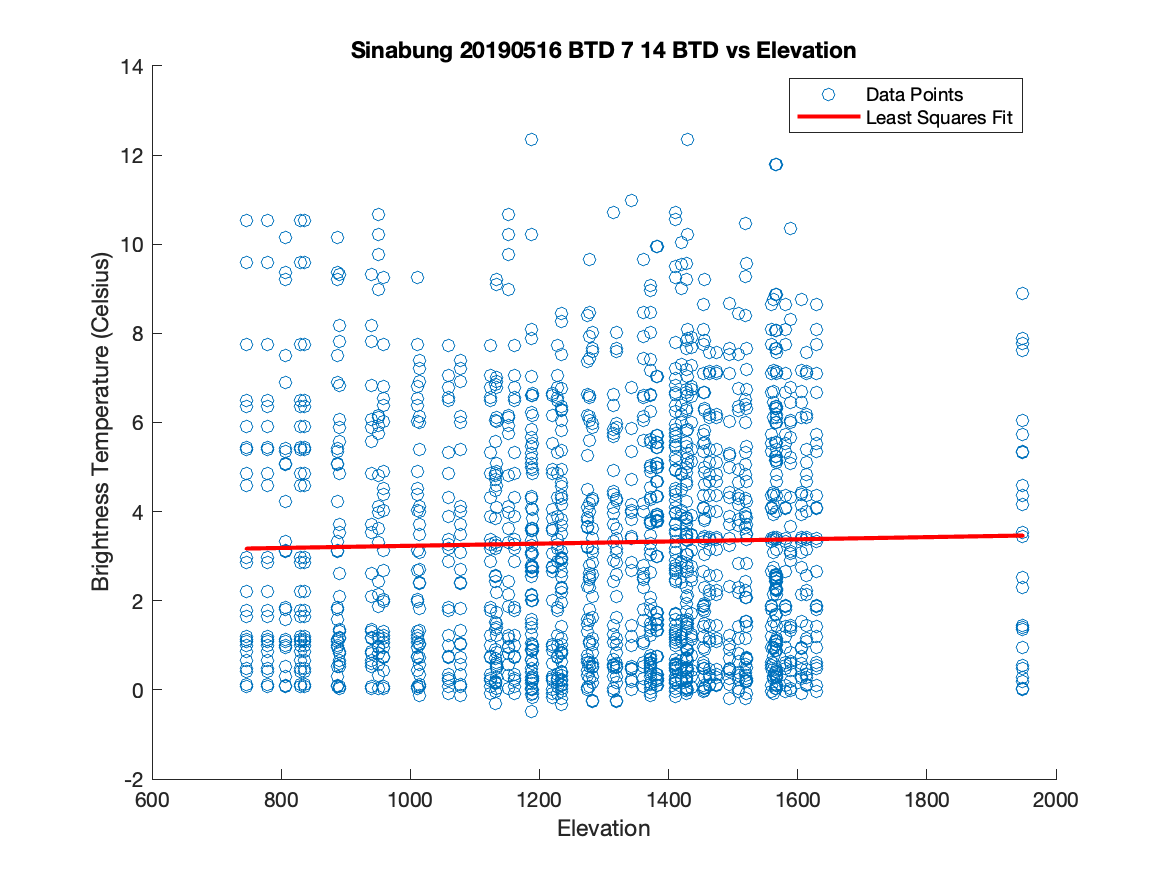 Sinabung 20190516 BTD 7 14 BTD vs Elevation
Data Points
Least Squares Fit
Brightness Temperature (Celsius)
14
12
10
8
6
4
2
0
-2
600 800 1000 1200 1400 1600 1800 2000
Elevation